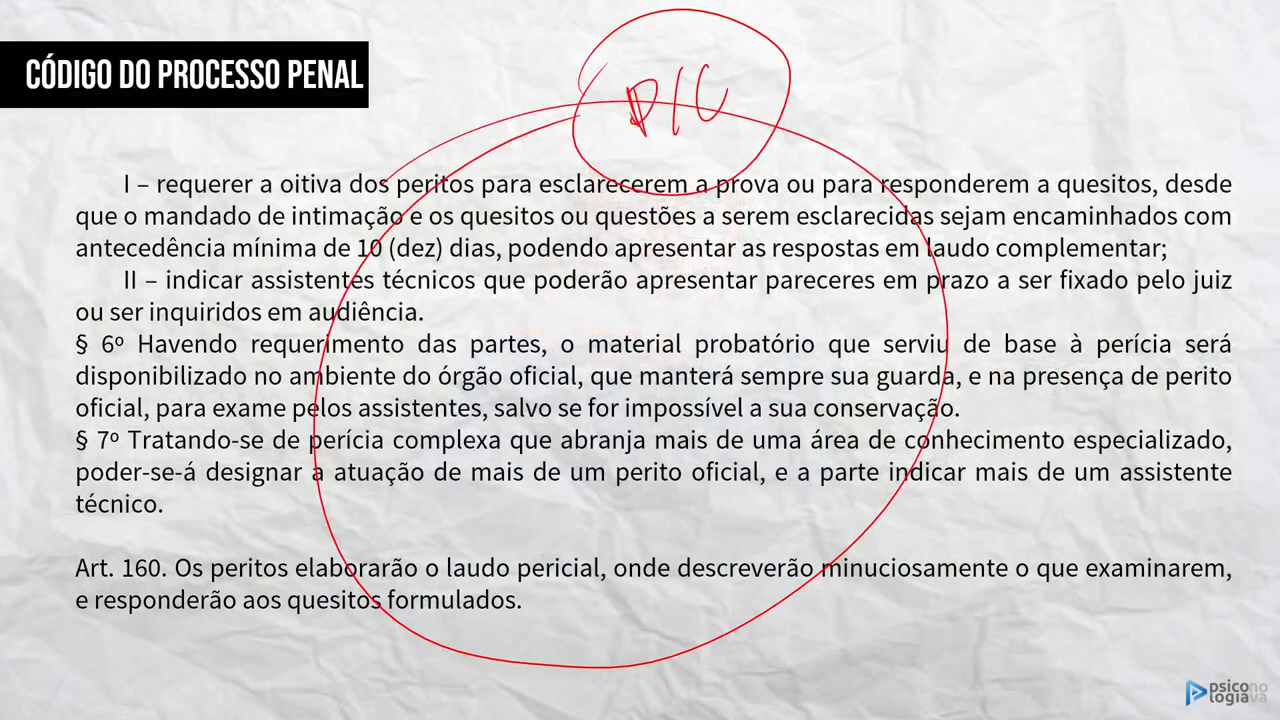 CÓDIGO DO PROCESSO PENAL
I – requerer a oitiva dos peritos para esclarecerem a prova ou para responderem a quesitos, desde
que o mandado de intimação e os quesitos ou questões a serem esclarecidas sejam encaminhados com
antecedência mínima de 10 (dez) dias, podendo apresentar as respostas em laudo complementar;
II – indicar assistentes técnicos que poderão apresentar pareceres em prazo a ser fixado pelo juiz
ou ser inquiridos em audiência.
§ 6º Havendo requerimento das partes, o material probatório que serviu de base à perícia será
disponibilizado no ambiente do órgão oficial, que manterá sempre sua guarda, e na presença de perito
oficial, para exame pelos assistentes, salvo se for impossível a sua conservação.
§ 7º Tratando-se de perícia complexa que abranja mais de uma área de conhecimento especializado,
poder-se-á designar a atuação de mais de um perito oficial, e a parte indicar mais de um assistente
técnico.
Art. 160. Os peritos elaborarão o laudo pericial, onde descreverão minuciosamente o que examinarem,
e responderão aos quesitos formulados.
psicono
logiava